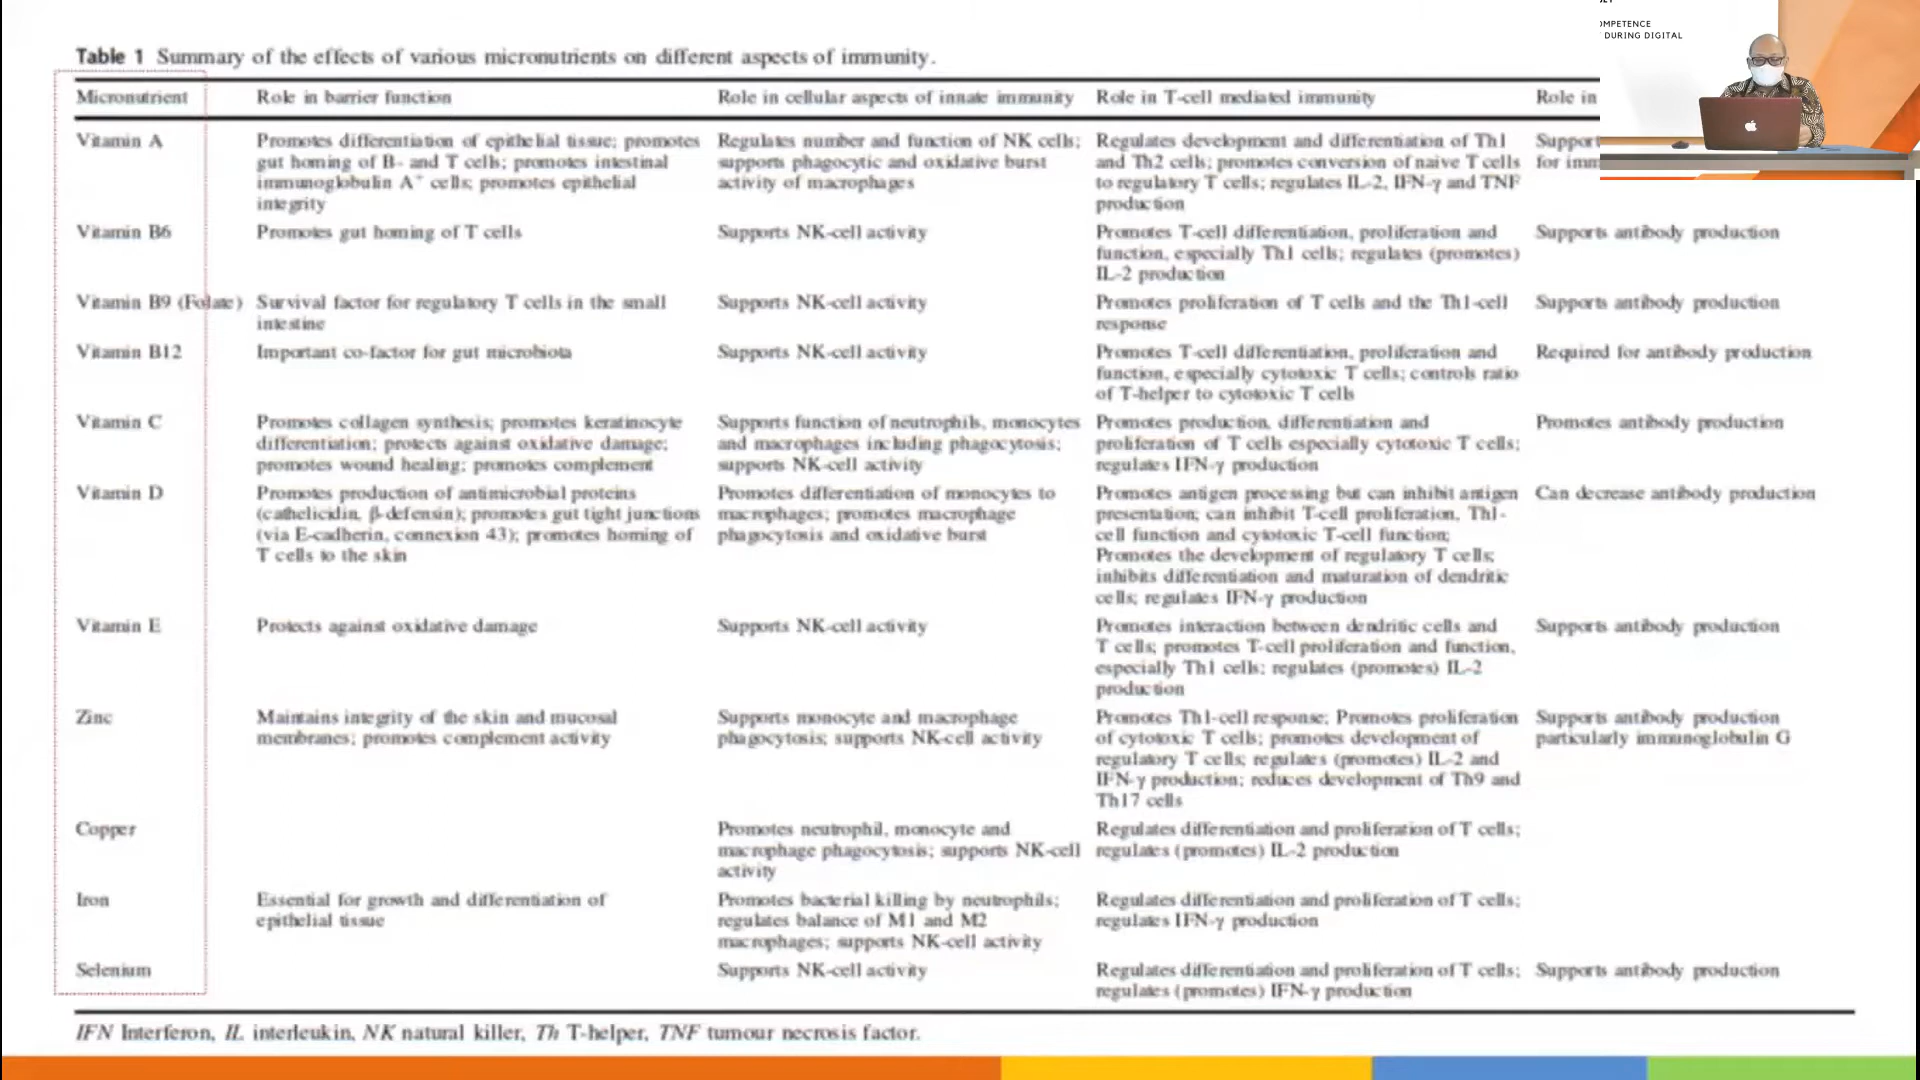 OMPETENCE
DURING DIGITAL
Table 1 Summary of the effects of various micronutrients on different aspects of immunity.
Micronutrient Role in barrier function Role in cellular aspects of innate immunity Role in T-cell mediated immunity Role in
Vitamin A Promotes differentiation of epithelial tissue; promotes Regulates number and function of NK cells; Regulates development and differentiation of Th1 Support
gut homing of B- and T cells; promotes intestinal supports phagocytic and oxidative burst and Th2 cells; promotes conversion of naive T cells for imm
immunoglobulin A+ cells; promotes epithelial activity of macrophages to regulatory T cells; regulates IL-2, IFN-γ and TNF
integrity production
Vitamin B6 Promotes gut homing of T cells Supports NK-cell activity Promotes T-cell differentiation, proliferation and Supports antibody production
function, especially Th1 cells; regulates (promotes)
IL-2 production
Vitamin B9 (Folate) Survival factor for regulatory T cells in the small Supports NK-cell activity Promotes proliferation of T cells and the Th1-cell Supports antibody production
intestine response
Vitamin B12 Important co-factor for gut microbiota Supports NK-cell activity Promotes T-cell differentiation, proliferation and Required for antibody production
function, especially cytotoxic T cells; controls ratio
of T-helper to cytotoxic T cells
Vitamin C Promotes collagen synthesis; promotes keratinocyte Supports function of neutrophils, monocytes Promotes production, differentiation and Promotes antibody production
differentiation; protects against oxidative damage; and macrophages including phagocytosis; proliferation of T cells especially cytotoxic T cells;
promotes wound healing; promotes complement supports NK-cell activity regulates IFN-γ production
Vitamin D Promotes production of antimicrobial proteins Promotes differentiation of monocytes to Promotes antigen processing but can inhibit antigen Can decrease antibody production
(cathelicidin, β-defensin); promotes gut tight junctions macrophages; promotes macrophage presentation; can inhibit T-cell proliferation, Th1-
(via E-cadherin, connexion 43); promotes homing of phagocytosis and oxidative burst cell function and cytotoxic T-cell function;
T cells to the skin Promotes the development of regulatory T cells;
inhibits differentiation and maturation of dendritic
cells; regulates IFN-γ production
Vitamin E Protects against oxidative damage Supports NK-cell activity Promotes interaction between dendritic cells and Supports antibody production
T cells; promotes T-cell proliferation and function,
especially Th1 cells; regulates (promotes) IL-2
production
Zinc Maintains integrity of the skin and mucosal Supports monocyte and macrophage Promotes Th1-cell response; Promotes proliferation Supports antibody production
membranes; promotes complement activity phagocytosis; supports NK-cell activity of cytotoxic T cells; promotes development of particularly immunoglobulin G
regulatory T cells; regulates (promotes) IL-2 and
IFN-γ production; reduces development of Th9 and
Th17 cells
Copper Promotes neutrophil, monocyte and Regulates differentiation and proliferation of T cells;
macrophage phagocytosis; supports NK-cell regulates (promotes) IL-2 production
activity
Iron Essential for growth and differentiation of Promotes bacterial killing by neutrophils; Regulates differentiation and proliferation of T cells;
epithelial tissue regulates balance of M1 and M2 regulates IFN-γ production
macrophages; supports NK-cell activity
Selenium Supports NK-cell activity Regulates differentiation and proliferation of T cells; Supports antibody production
regulates (promotes) IFN-γ production
IFN Interferon, IL interleukin, NK natural killer, Th T-helper, TNF tumour necrosis factor.